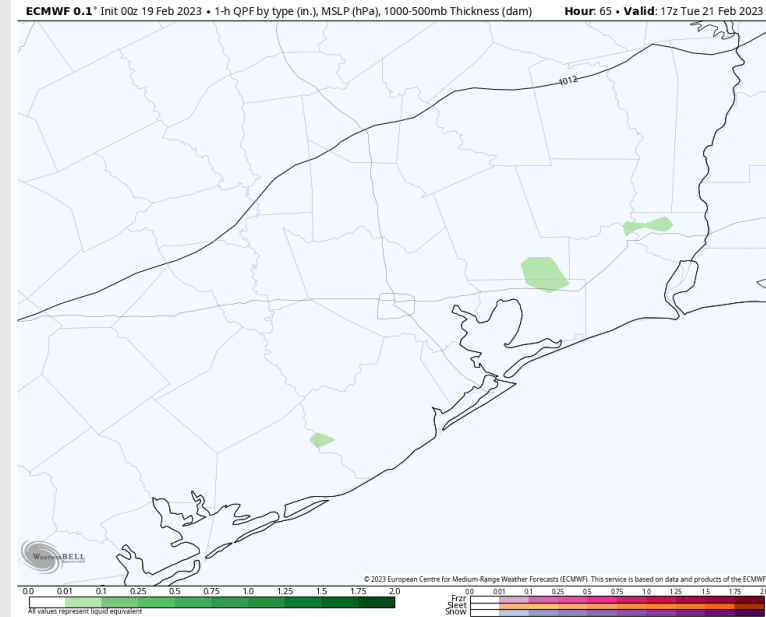 ECMWF 0.1° Init 00z 19 Feb 2023 • 1-h QPF by type (in.), MSLP (hPa), 1000-500mb Thickness (dam) Hour: 65 • Valid: 17z Tue 21 Feb 2023
1012
WEATHERBELL
© 2023 European Centre for Medium-Range Weather Forecasts (ECMWF). This service is based on data and products of the ECMWF
0.0 0.01 0.1 0.25 0.5 0.75 1.0 1.25 1.5 1.75 2.0
All values represent liquid equivalent
0.0 0.01 0.1 0.25 0.5 0.75 1.0 1.25 1.5 1.75 2.0
Frzr
Sleet
Snow